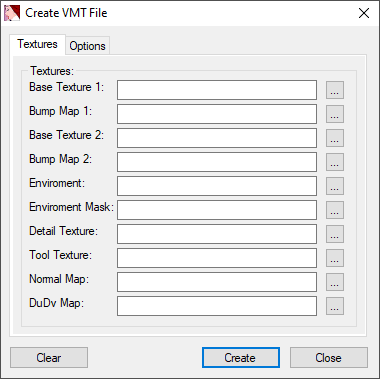 Create VMT File
Textures Options
Textures:
Base Texture 1: ...
Bump Map 1: ...
Base Texture 2: ...
Bump Map 2: ...
Enviroment: ...
Enviroment Mask: ...
Detail Texture: ...
Tool Texture: ...
Normal Map: ...
DuDv Map: ...
Clear Create Close